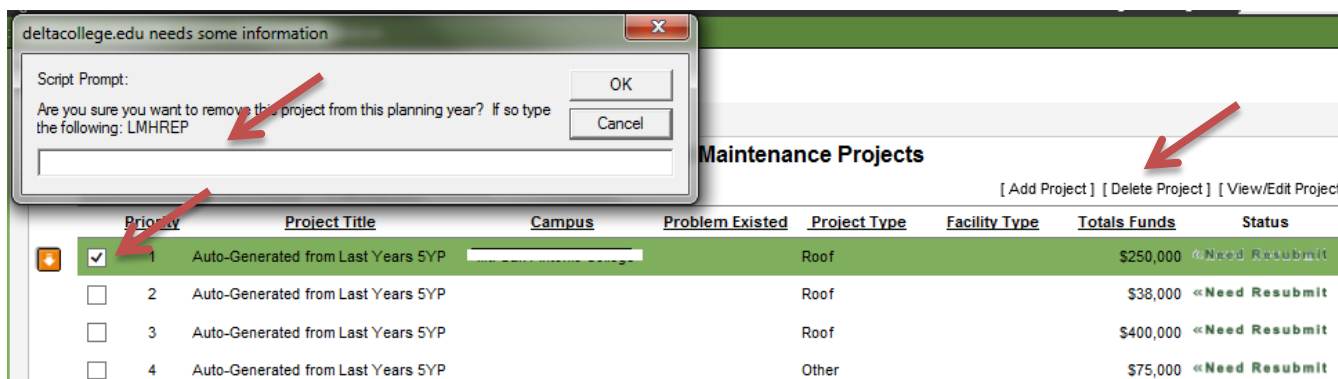 deltacollege.edu needs some information
x
Script Prompt:
OK
Are you sure you want to remove this project from this planning year? If so type
the following: LMHREP
Cancel
Maintenance Projects
[ Add Project ] [ Delete Project ] [ View/Edit Project
Priority Project Title Campus Problem Existed Project Type Facility Type Totals Funds Status
1 Auto-Generated from Last Years 5YP Roof $250,000 «Need Resubmit
2 Auto-Generated from Last Years 5YP Roof $38,000 «Need Resubmit
3 Auto-Generated from Last Years 5YP Roof $400,000 «Need Resubmit
4 Auto-Generated from Last Years 5YP Other $75,000 «Need Resubmit